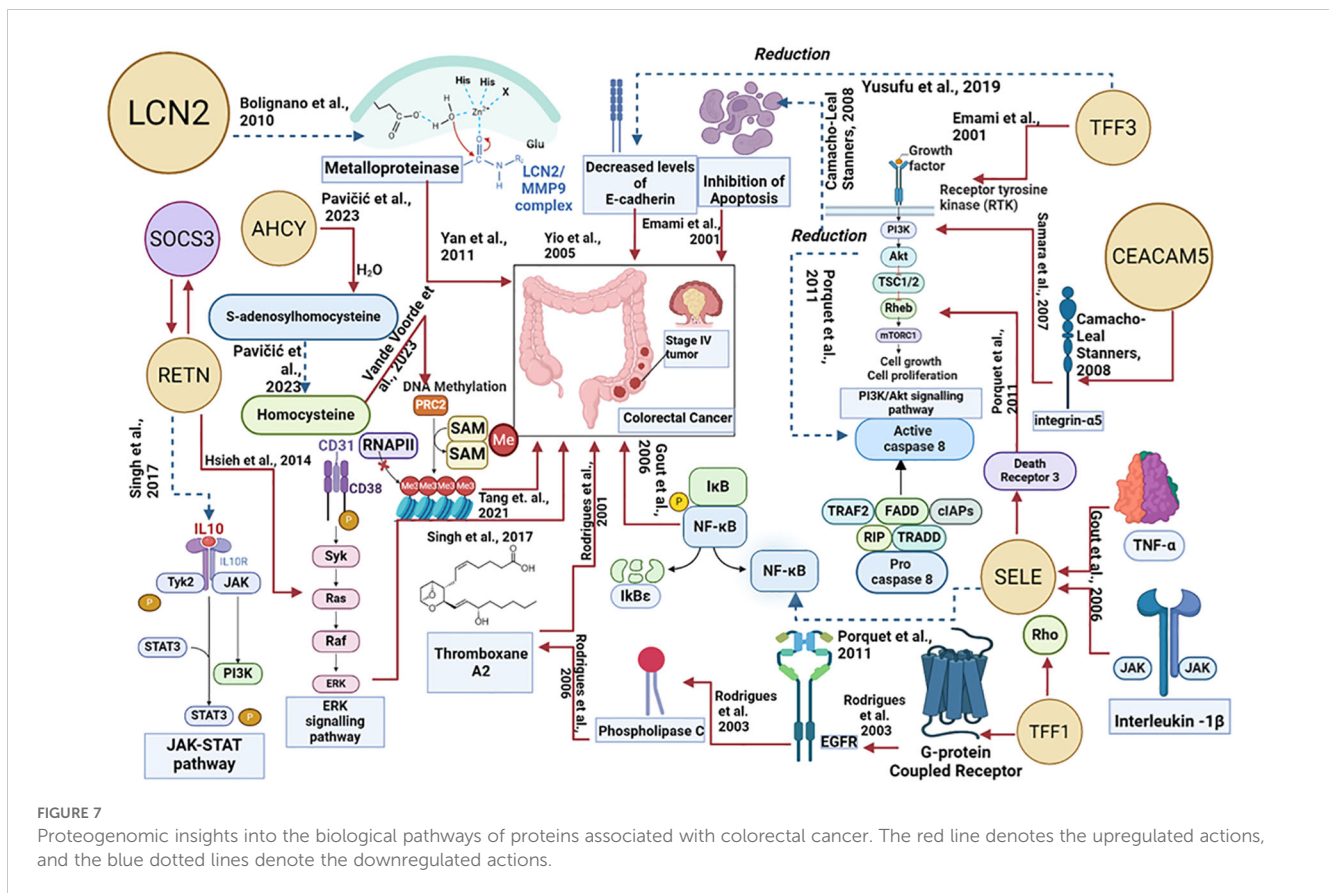 Reduction
Yusufu et al., 2019
LCN2
Bolignano et al.,
2010
His
His
X
Zn²⁺
H
H
O
C
O
O⁻
O
C
N
H
R₂
Glu
Metalloproteinase
LCN2/
MMP9
complex
Decreased levels
of
E-cadherin
Inhibition of
Apoptosis
Camacho-Leal
Stanners, 2008
Emami et al.,
2001
TFF3
Growth
factor
Receptor tyrosine
kinase (RTK)
SOCS3
AHCY
Pavičić et al.,
2023
H₂O
Yan et al.,
2011
Yio et al.,
2005
Emami et al.,
2001
Reduction
PI3K
Akt
TSC1/2
Rheb
mTORC1
Cell growth
Cell proliferation
PI3K/Akt signalling
pathway
Samara et al., 2007
CEACAM5
Camacho-
Leal
Stanners,
2008
integrin-α5
S-adenosylhomocysteine
Pavičić et
al.,
2023
Vande Voorde et
al., 2023
Porquet et al.,
2011
Porquet et al.,
2011
RETN
Homocysteine
DNA Methylation
PRC2
SAM
SAM
Me
Stage IV
tumor
Colorectal Cancer
Singh et al.,
2017
Hsieh et al., 2014
CD31
CD38
P
RNAPII
Me3
Me3
Me3
Me3
Tang et. al.,
2021
Singh et al., 2017
Rodrigues et al.,
2001
Gout et al.,
2006
P
IκB
NF-κB
NF-κB
IkBε
Active
caspase 8
TRAF2
FADD
cIAPs
RIP
TRADD
Pro
caspase 8
Death
Receptor 3
TNF-α
Gout et al., 2006
SELE
IL10
IL10R
Tyk2
JAK
P
STAT3
PI3K
STAT3
P
JAK-STAT
pathway
Syk
Ras
Raf
ERK
ERK
signalling
pathway
O
OH
O
O
OH
Thromboxane
A2
Rodrigues et al.,
2006
Phospholipase C
Rodrigues
et al.
2003
Porquet et al.,
2011
EGFR
Rodrigues
et al.
2003
G-protein
Coupled Receptor
Rho
TFF1
JAK
JAK
Interleukin -1β
FIGURE 7
Proteogenomic insights into the biological pathways of proteins associated with colorectal cancer. The red line denotes the upregulated actions,
and the blue dotted lines denote the downregulated actions.